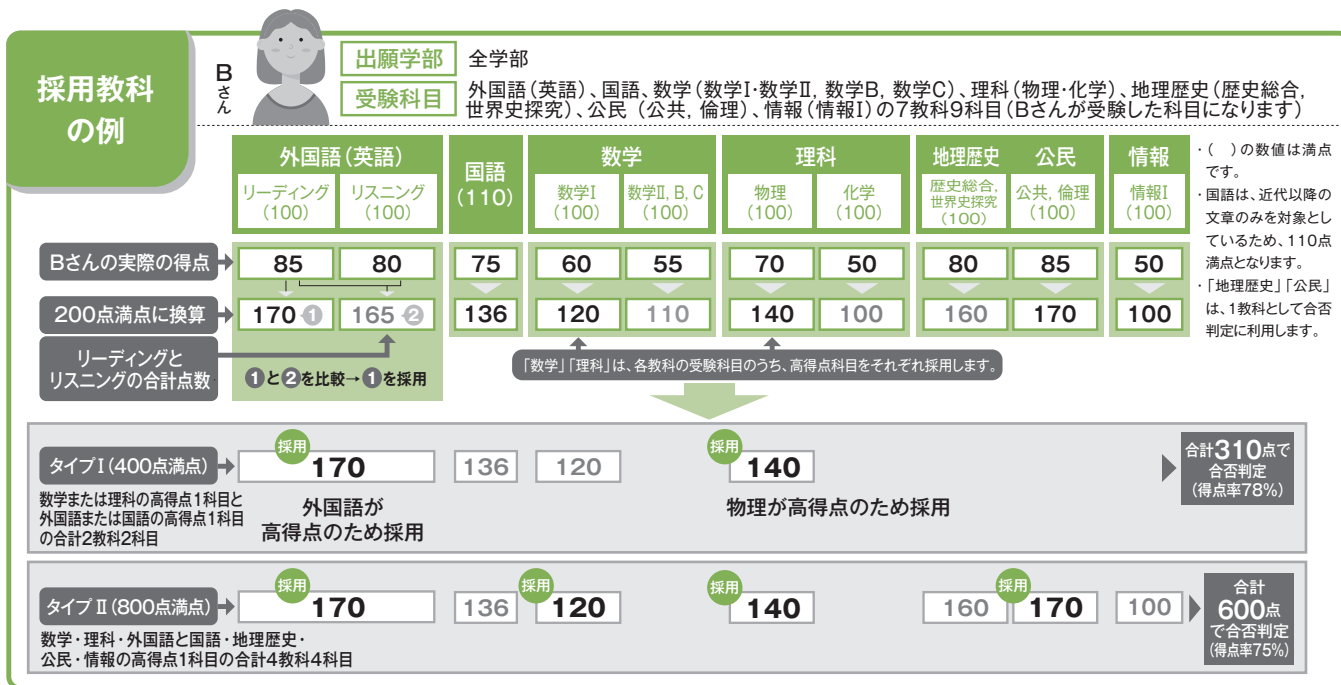 採用教科
の例
Bさん
出願学部 全学部
受験科目 外国語(英語)、国語、数学(数学Ⅰ・数学Ⅱ, 数学B, 数学C)、理科(物理・化学)、地理歴史(歴史総合,
世界史探究)、公民(公共, 倫理)、情報(情報Ⅰ)の7教科9科目(Bさんが受験した科目になります)
外国語(英語) 国語 数学 理科 地理歴史 公民 情報
(110)
リーディング リスニング 数学Ⅰ 数学Ⅱ, B, C 物理 化学 歴史総合, 公共, 倫理 情報Ⅰ
世界史探究
(100) (100) (100) (100) (100) (100) (100) (100) (100)
・( )の数値は満点
です。
・国語は、近代以降の
文章のみを対象とし
ているため、110点
満点となります。
・「地理歴史」「公民」
は、1教科として合否
判定に利用します。
Bさんの実際の得点 85 80 75 60 55 70 50 80 85 50
200点満点に換算 170 1 165 2 136 120 110 140 100 160 170 100
リーディングと
リスニングの合計点数
1と2を比較→1を採用
「数学」「理科」は、各教科の受験科目のうち、高得点科目をそれぞれ採用します。
採用 採用
タイプⅠ(400点満点) 170 136 120 140
数学または理科の高得点1科目と
外国語または国語の高得点1科目
の合計2教科2科目
外国語が
高得点のため採用
物理が高得点のため採用
合計310点で
合否判定
(得点率78%)
採用 採用 採用 採用
タイプⅡ(800点満点) 170 136 120 140 160 170 100
数学・理科・外国語と国語・地理歴史・
公民・情報の高得点1科目の合計4教科4科目
合計
600点
で合否判定
(得点率75%)